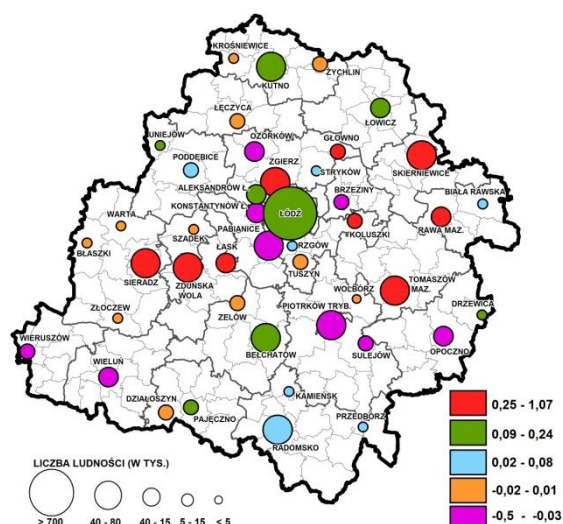 KROŚNIEWICE
KUTNO
ŻYCHLIN
ŁĘCZYCA
ŁOWICZ
UNIEJÓW
OZORKÓW
GŁOWNO
PODDĘBICE
ZGIERZ
STRYKÓW
SKIERNIEWICE
ALEKSANDRÓW Ł.
BRZEZINY
BIAŁA RAWSKA
KONSTANTYNÓW Ł.
ŁÓDŹ
WARTA
PABIANICE
KOLUSZKI
RAWA MAZ.
SZADEK
RZGÓW
BŁASZKI
ŁASK
SIERADZ
ZDUŃSKA
WOLA
TUSZYN
WOLBÓRZ
TOMASZÓW
MAZ.
ZŁOCZEW
ZELÓW
PIOTRKÓW TRYB.
DRZEWICA
WIERUSZÓW
BEŁCHATÓW
SULEJÓW
OPOCZNO
WIELUŃ
DZIAŁOSZYN
PAJĘCZNO
KAMIEŃSK
PRZEDBÓRZ
RADOMSKO
LICZBA LUDNOŚCI (W TYS.)
> 700 40 - 80 40 - 15 5 - 15 < 5
0,25 - 1,07
0,09 - 0,24
0,02 - 0,08
-0,02 - 0,01
-0,5 - -0,03